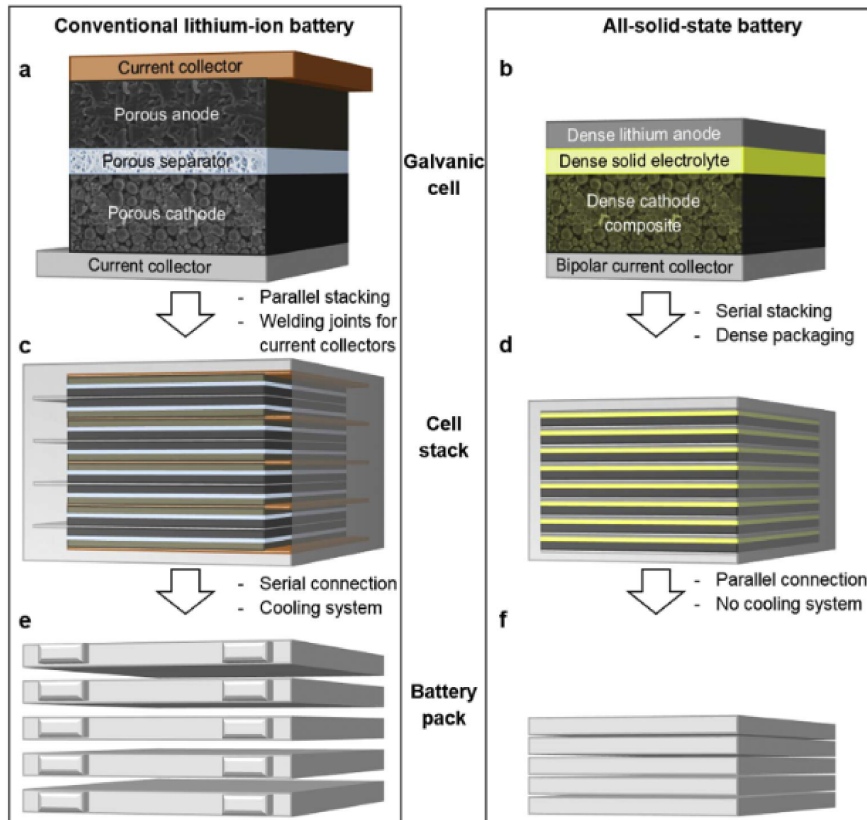 Conventional lithium-ion battery
All-solid-state battery
a
Current collector
Porous anode
Porous separator
Porous cathode
Current collector
Galvanic
cell
b
Dense lithium anode
Dense solid electrolyte
Dense cathode
composite
Bipolar current collector
- Parallel stacking
- Welding joints for
current collectors
- Serial stacking
- Dense packaging
c
Cell
stack
d
- Serial connection
- Cooling system
- Parallel connection
- No cooling system
e
Battery
pack
f